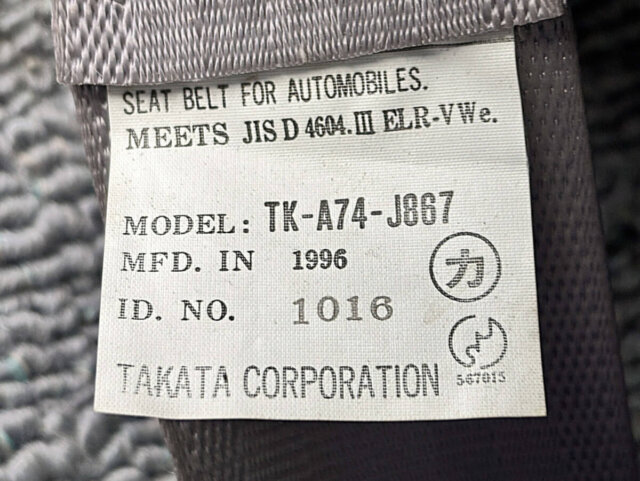 SEAT BELT FOR AUTOMOBILES.
MEETS JIS D 4604.III ELR-VWe.
MODEL: TK-A74-J867
MFD. IN 1996
力
ID. NO. 1016
TAKATA CORPORATION
567015